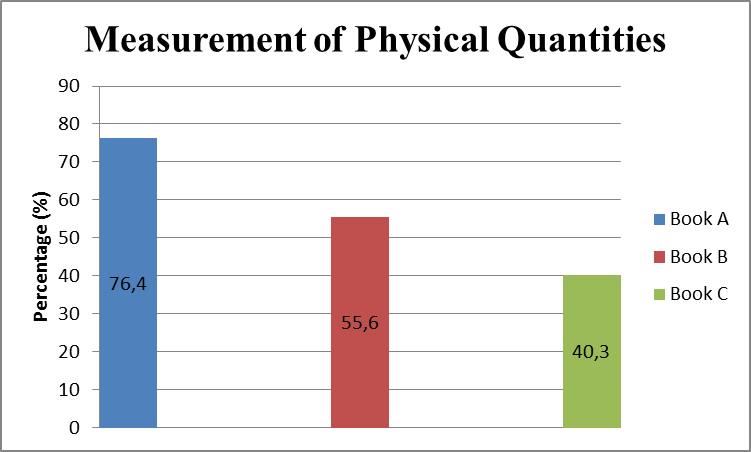 Measurement of Physical Quantities
Percentage (%)
90
80
70
60
50
40
30
20
10
0
76,4
55,6
40,3
Book A
Book B
Book C